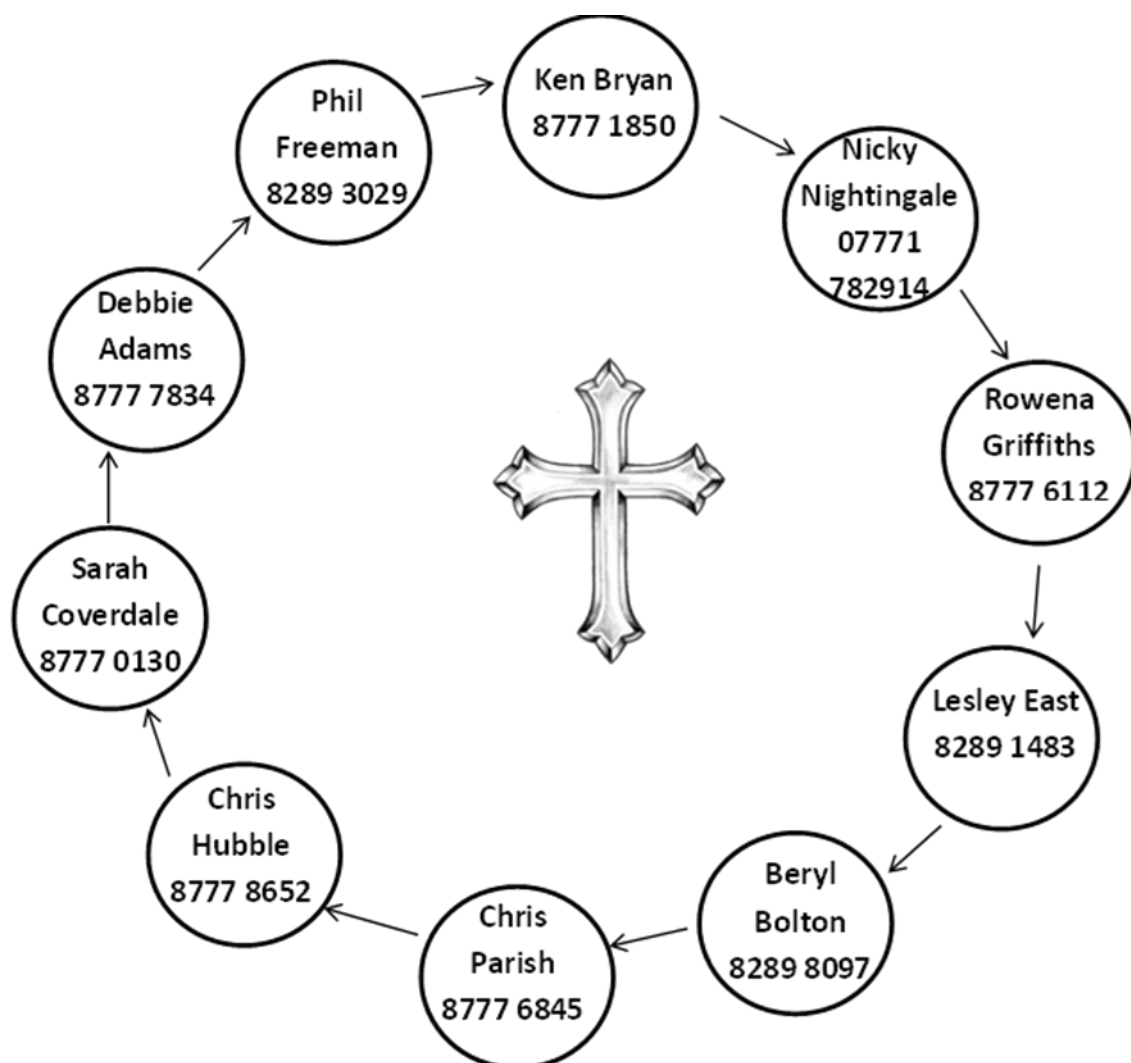 Ken Bryan
8777 1850
Nicky
Nightingale
07771
782914
Rowena
Griffiths
8777 6112
Lesley East
8289 1483
Beryl
Bolton
8289 8097
Chris
Parish
8777 6845
Chris
Hubble
8777 8652
Sarah
Coverdale
8777 0130
Debbie
Adams
8777 7834
Phil
Freeman
8289 3029